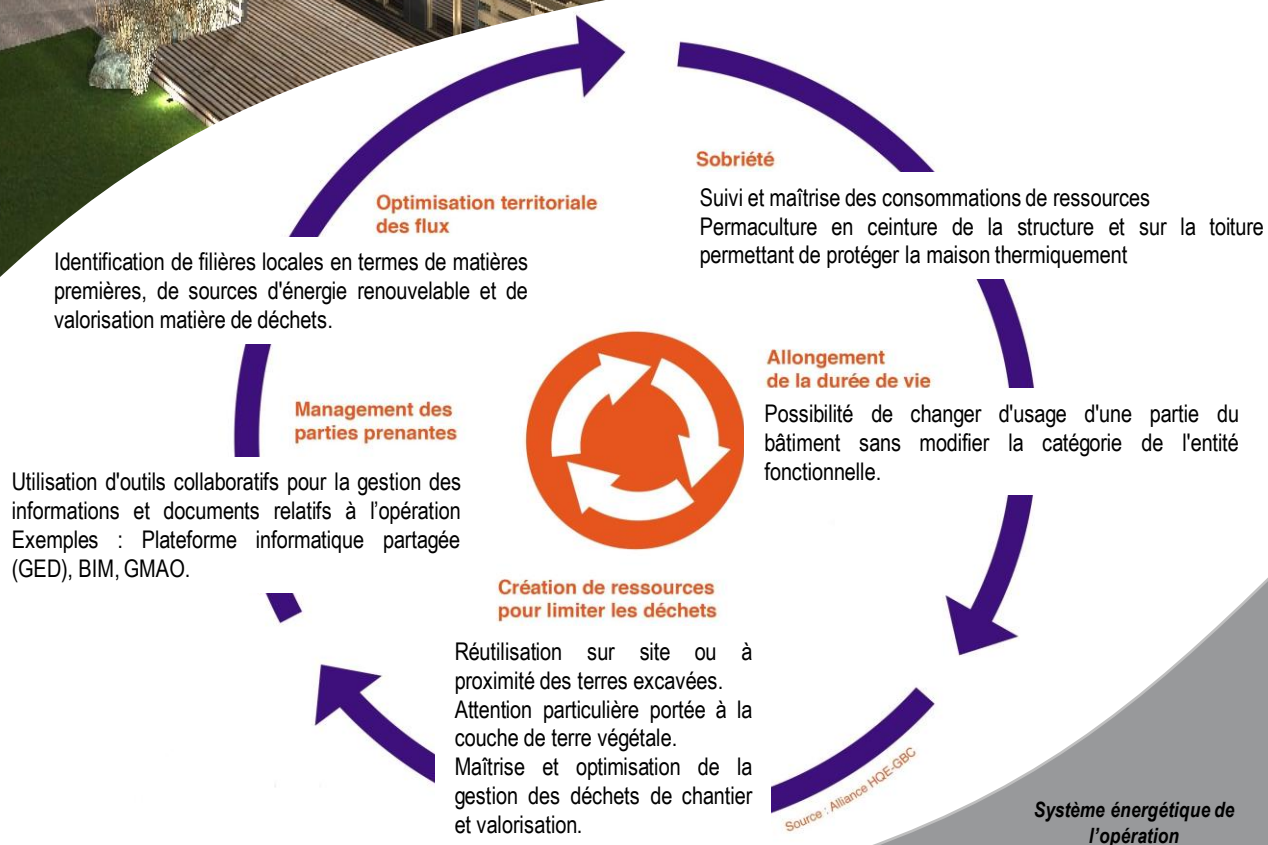 Sobriété
Suivi et maîtrise des consommations de ressources
Permaculture en ceinture de la structure et sur la toiture
permettant de protéger la maison thermiquement
Allongement
de la durée de vie
Possibilité de changer d'usage d'une partie du
bâtiment sans modifier la catégorie de l'entité
fonctionnelle.
Création de ressources
pour limiter les déchets
Réutilisation sur site ou à
proximité des terres excavées.
Attention particulière portée à la
couche de terre végétale.
Maîtrise et optimisation de la
gestion des déchets de chantier
et valorisation.
Management des
parties prenantes
Utilisation d'outils collaboratifs pour la gestion des
informations et documents relatifs à l’opération
Exemples : Plateforme informatique partagée
(GED), BIM, GMAO.
Optimisation territoriale
des flux
Identification de filières locales en termes de matières
premières, de sources d'énergie renouvelable et de
valorisation matière de déchets.
Source : Alliance HQE-GBC
Système énergétique de
l’opération